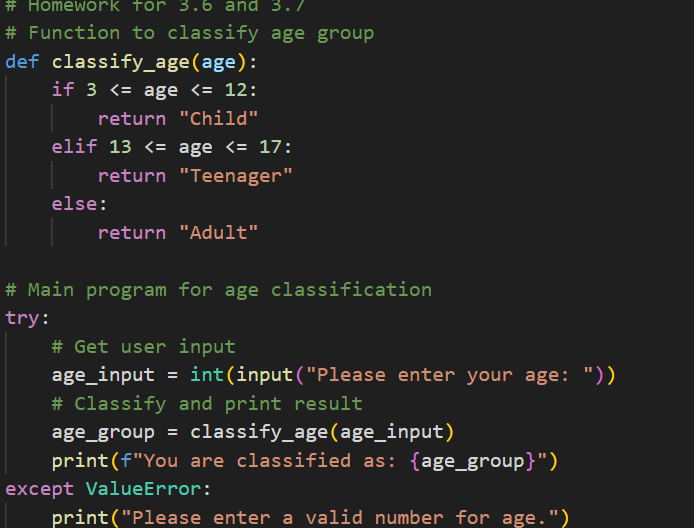 # Homework for 3.6 and 3.7
# Function to classify age group
def classify_age(age):
    if 3 <= age <= 12:
        return "Child"
    elif 13 <= age <= 17:
        return "Teenager"
    else:
        return "Adult"

# Main program for age classification
try:
    # Get user input
    age_input = int(input("Please enter your age: "))
    # Classify and print result
    age_group = classify_age(age_input)
    print(f"You are classified as: {age_group}")
except ValueError:
    print("Please enter a valid number for age.")